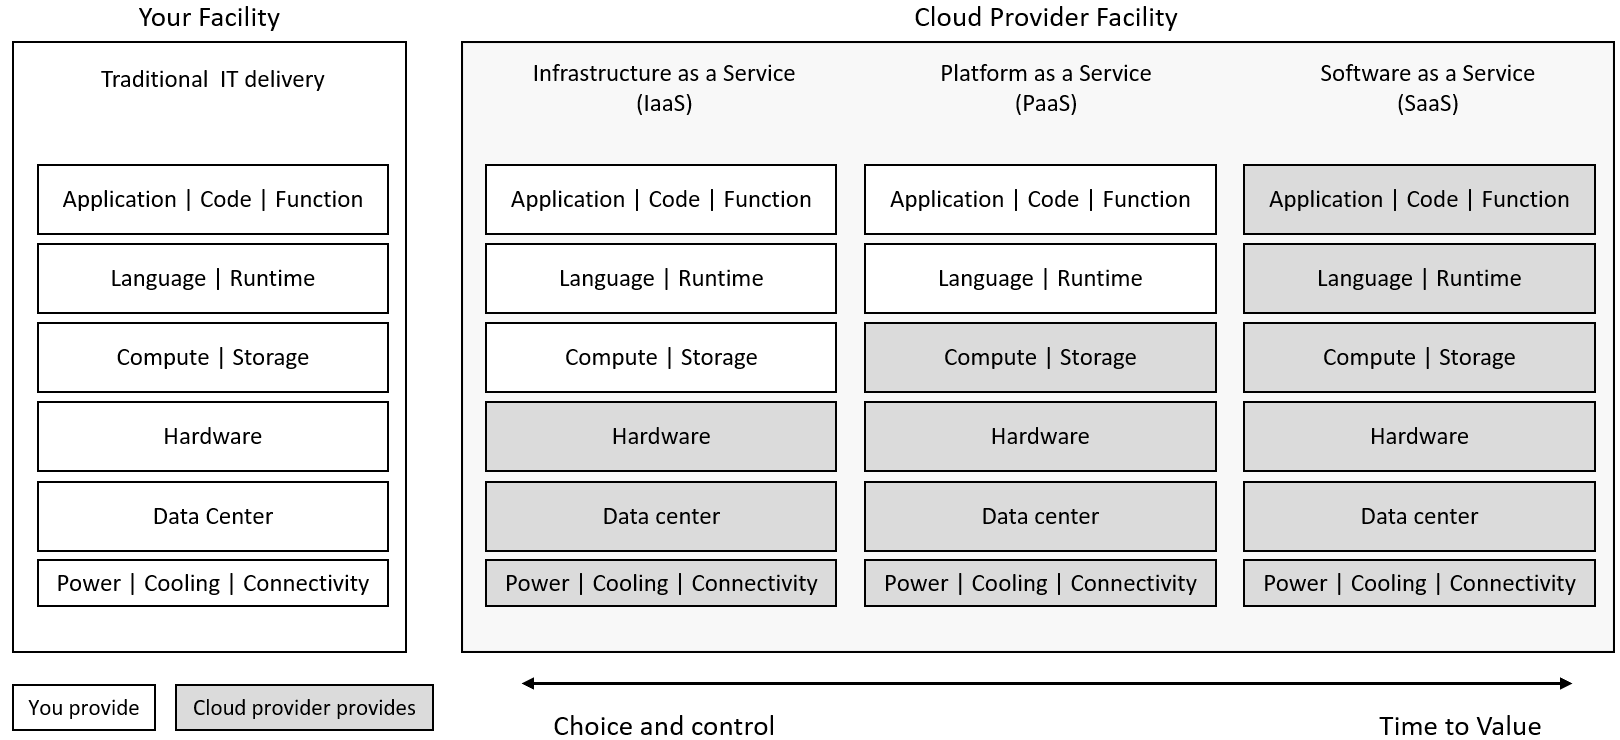 Your Facility
Traditional IT delivery
Application | Code | Function
Language | Runtime
Compute | Storage
Hardware
Data Center
Power | Cooling | Connectivity
Cloud Provider Facility
Infrastructure as a Service
(IaaS)
Application | Code | Function
Language | Runtime
Compute | Storage
Hardware
Data center
Power | Cooling | Connectivity
Platform as a Service
(PaaS)
Application | Code | Function
Language | Runtime
Compute | Storage
Hardware
Data center
Power | Cooling | Connectivity
Software as a Service
(SaaS)
Application | Code | Function
Language | Runtime
Compute | Storage
Hardware
Data center
Power | Cooling | Connectivity
You provide
Cloud provider provides
Choice and control
Time to Value